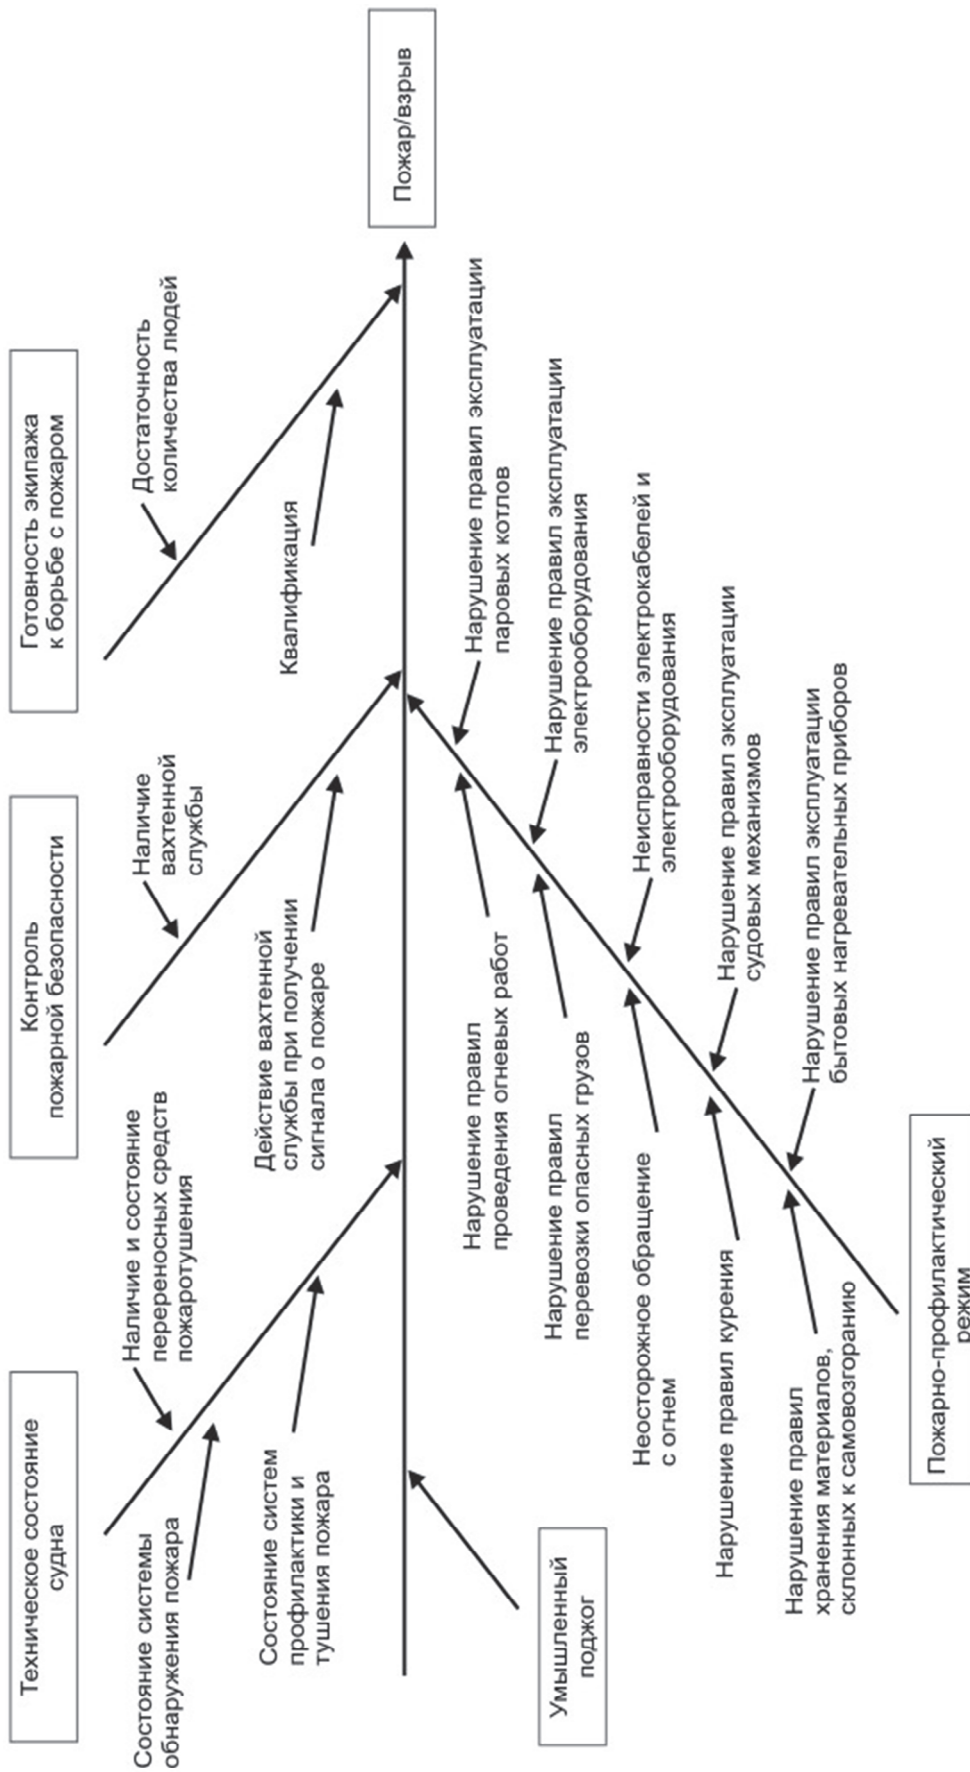 Техническое состояние
судна
Контроль
пожарной безопасности
Готовность экипажа
к борьбе с пожаром
Состояние системы
обнаружения пожара
Наличие и состояние
перереносных средств
пожаротушения
Состояние систем
профилактики и
тушения пожара
Наличие
вахтенной
службы
Действие вахтенной
службы при получении
сигнала о пожаре
Достаточность
количества людей
Квалификация
Пожар/взрыв
Умышленный
поджог
Нарушение правил
проведения огневых работ
Нарушение правил эксплуатации
паровых котлов
Нарушение правил
перевозки опасных грузов
Нарушение правил эксплуатации
электрооборудования
Неосторожное обращение
с огнем
Неисправности электрокабелей и
электрооборудования
Нарушение правил курения
Нарушение правил эксплуатации
судовых механизмов
Нарушение правил
хранения материалов,
склонных к самовозгоранию
Нарушение правил эксплуатации
бытовых нагревательных приборов
Пожарно-профилактический
режим